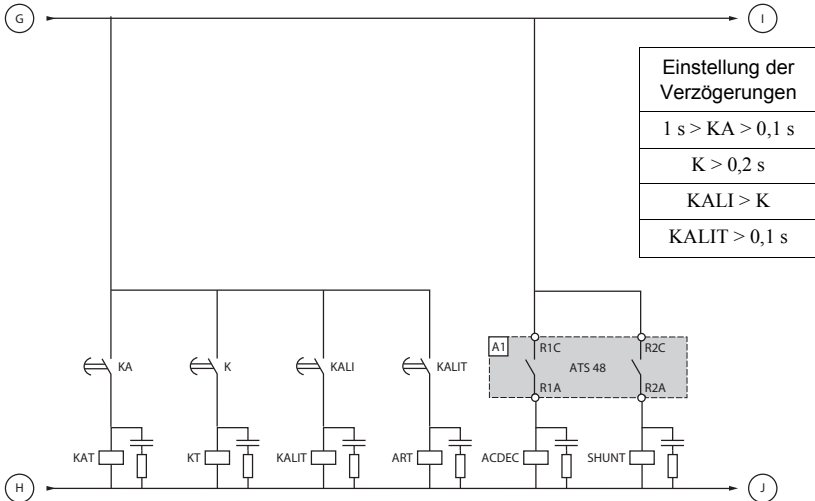 G
I
Einstellung der
Verzögerungen
1 s > KA > 0,1 s
K > 0,2 s
KALI > K
KALIT > 0,1 s
A1
R1C
R2C
KA
K
KALI
KALIT
ATS 48
R1A
R2A
KAT
KT
KALIT
ART
ACDEC
SHUNT
H
J